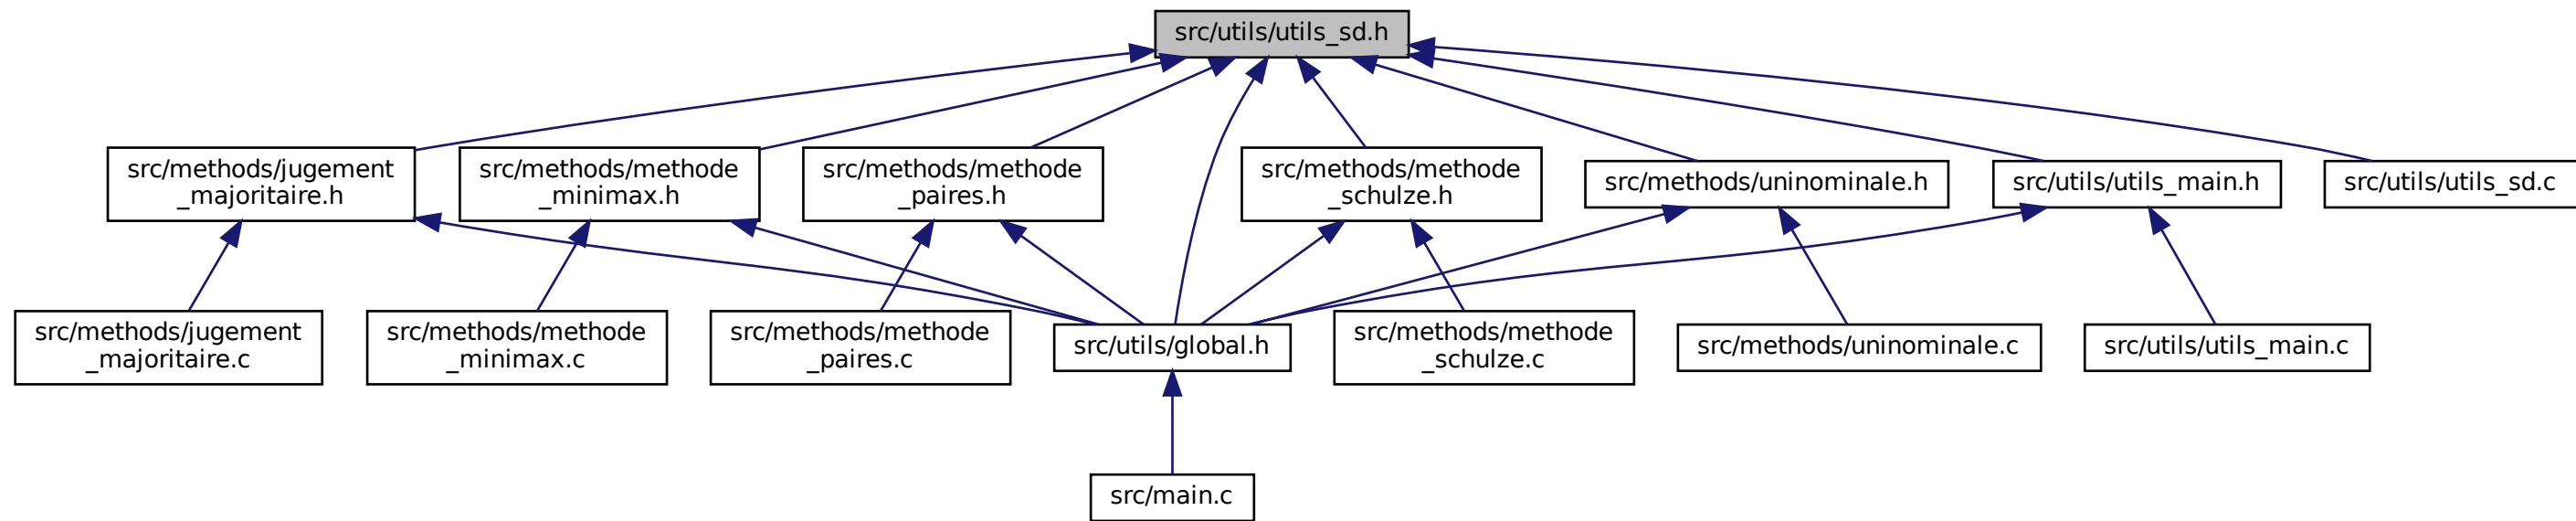 src/utils/utils_sd.h
src/methods/jugement
_majoritaire.h
src/methods/methode
_minimax.h
src/methods/methode
_paires.h
src/methods/methode
_schulze.h
src/methods/uninominale.h
src/utils/utils_main.h
src/utils/utils_sd.c
src/methods/jugement
_majoritaire.c
src/methods/methode
_minimax.c
src/methods/methode
_paires.c
src/utils/global.h
src/methods/methode
_schulze.c
src/methods/uninominale.c
src/utils/utils_main.c
src/main.c